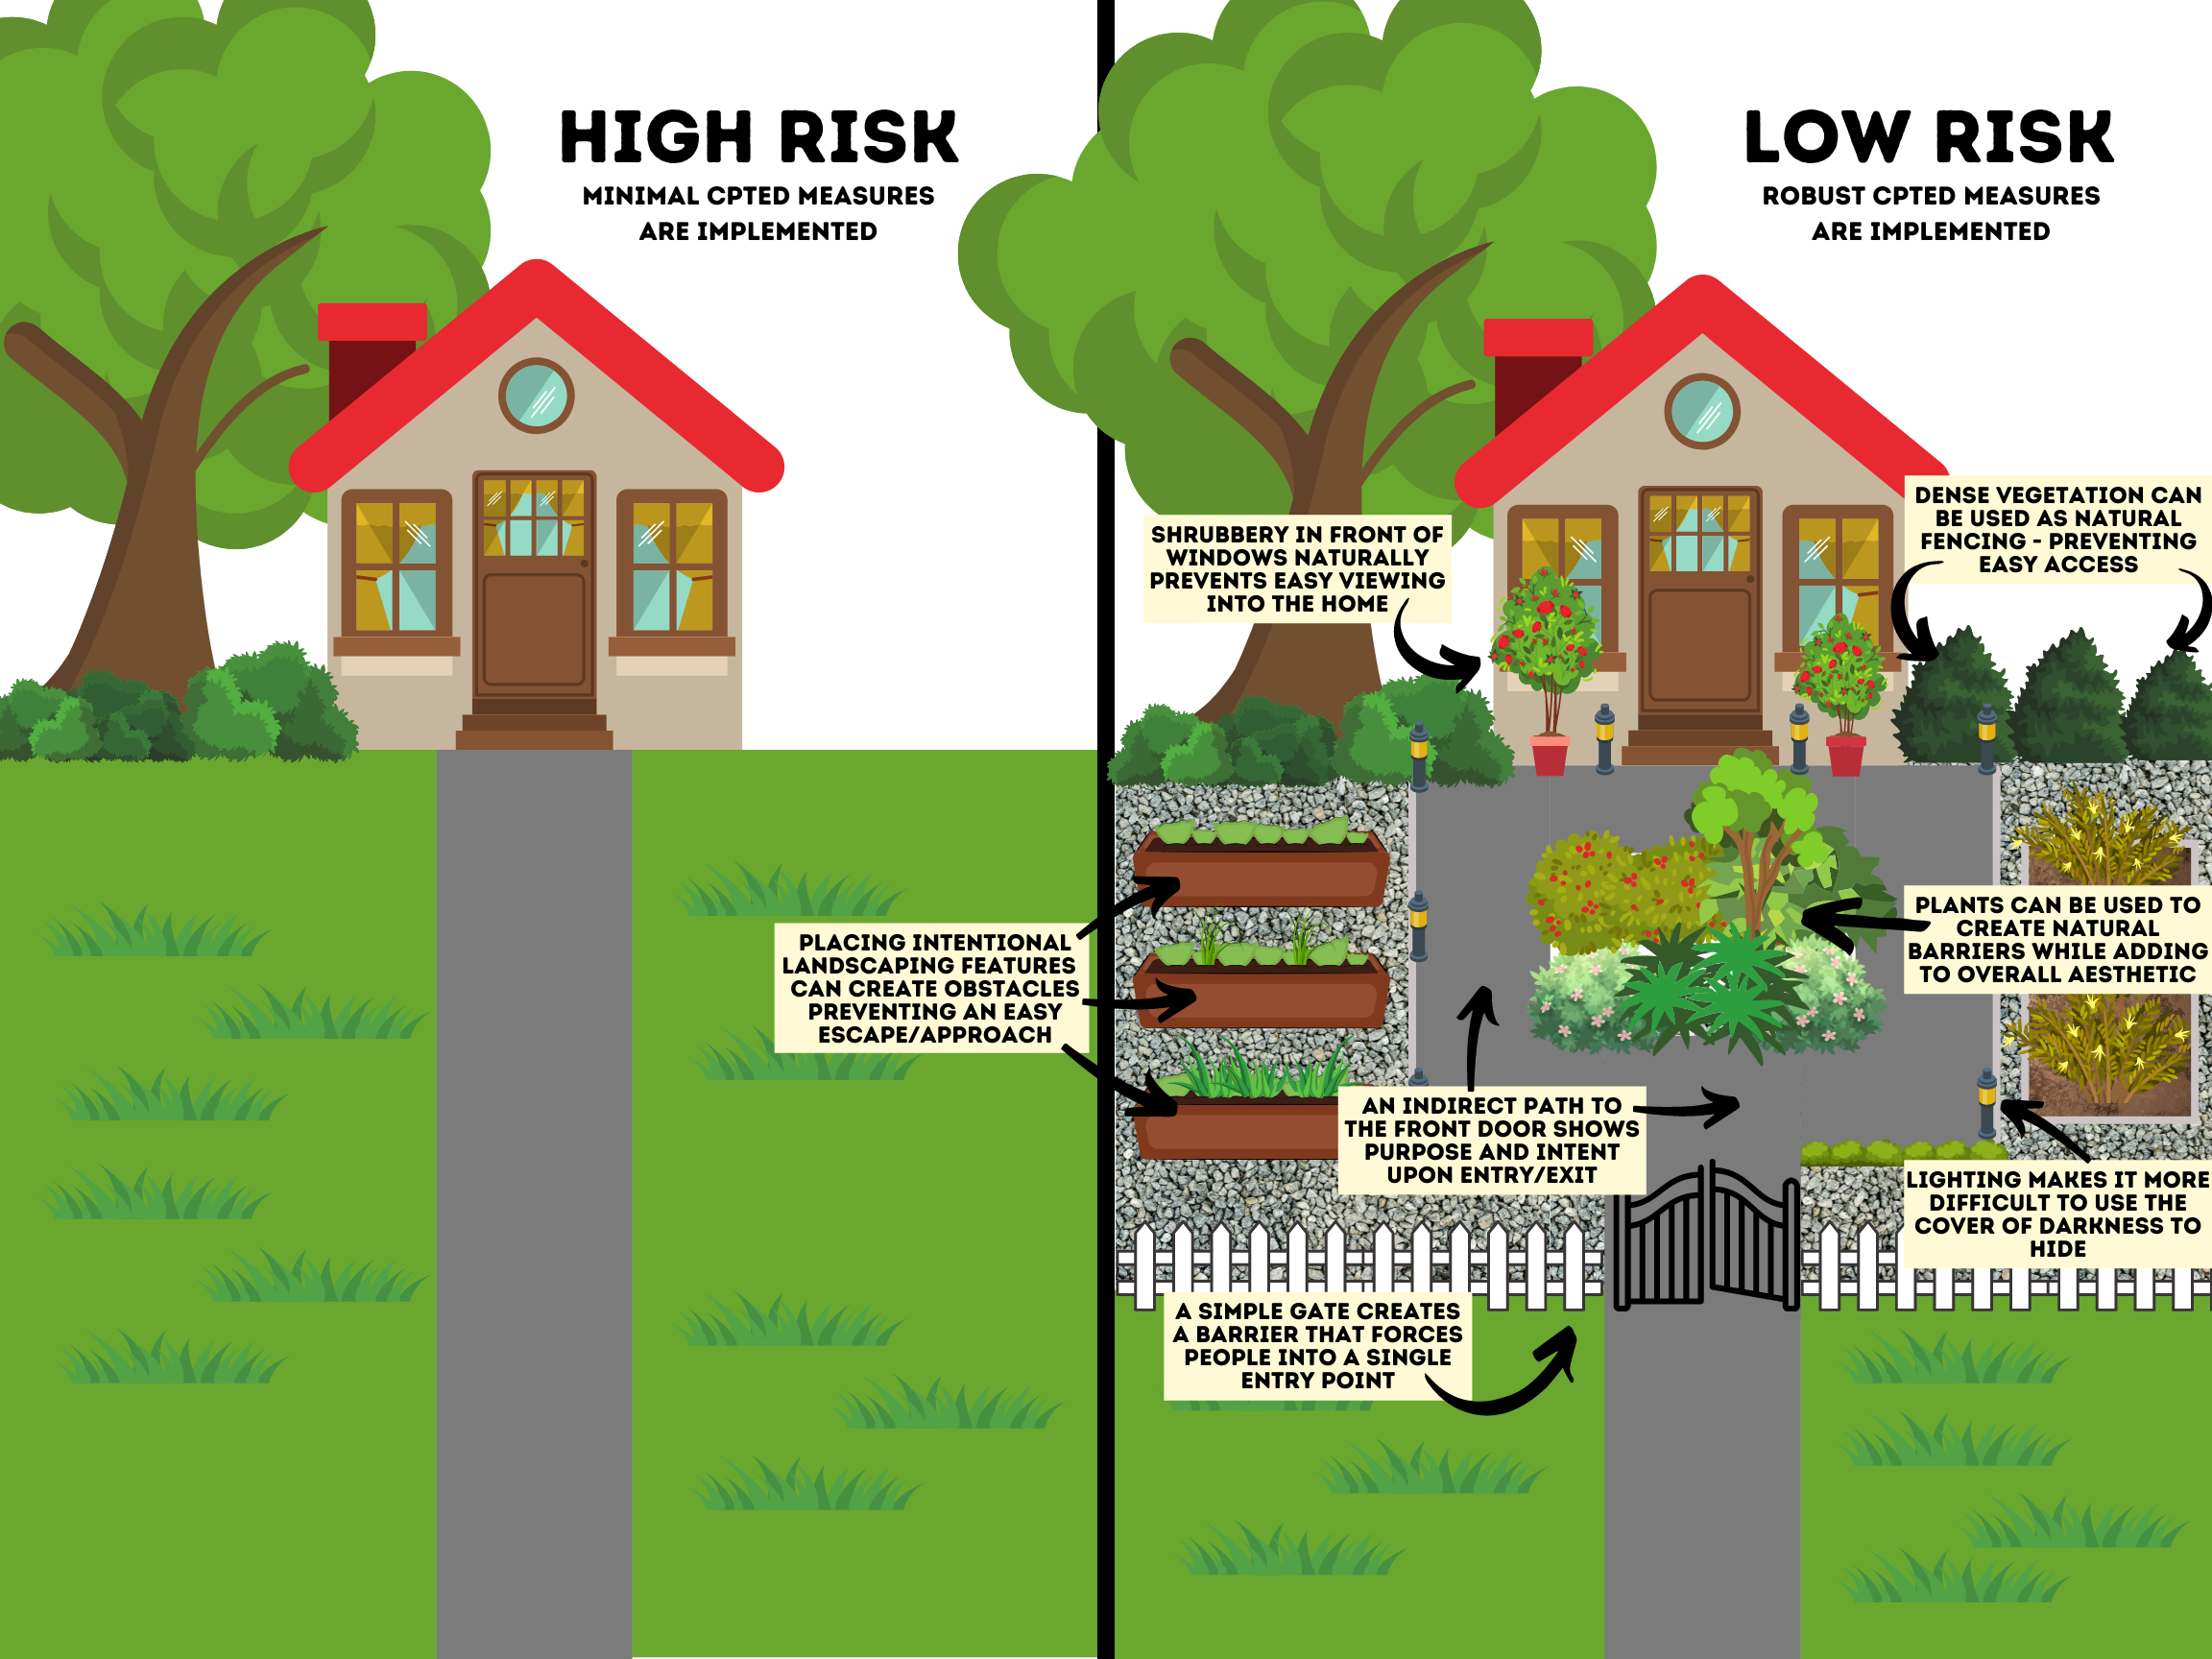 HIGH RISK
MINIMAL CPTED MEASURES
ARE IMPLEMENTED
LOW RISK
ROBUST CPTED MEASURES
ARE IMPLEMENTED
SHRUBBERY IN FRONT OF
WINDOWS NATURALLY
PREVENTS EASY VIEWING
INTO THE HOME
DENSE VEGETATION CAN
BE USED AS NATURAL
FENCING - PREVENTING
EASY ACCESS
PLACING INTENTIONAL
LANDSCAPING FEATURES
CAN CREATE OBSTACLES
PREVENTING AN EASY
ESCAPE/APPROACH
PLANTS CAN BE USED TO
CREATE NATURAL
BARRIERS WHILE ADDING
TO OVERALL AESTHETIC
AN INDIRECT PATH TO
THE FRONT DOOR SHOWS
PURPOSE AND INTENT
UPON ENTRY/EXIT
LIGHTING MAKES IT MORE
DIFFICULT TO USE THE
COVER OF DARKNESS TO
HIDE
A SIMPLE GATE CREATES
A BARRIER THAT FORCES
PEOPLE INTO A SINGLE
ENTRY POINT